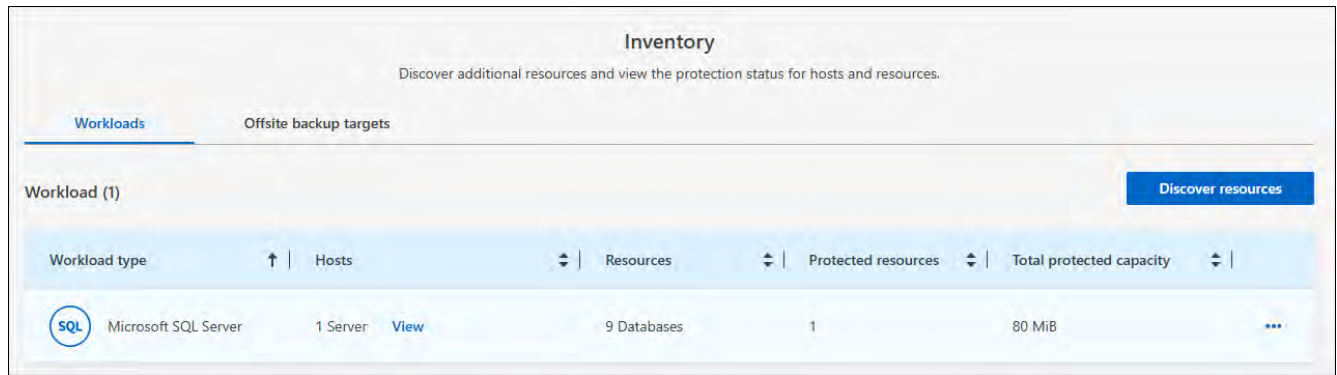 Inventory
Discover additional resources and view the protection status for hosts and resources.
Workloads Offsite backup targets
Workload (1) Discover resources
Workload type Hosts Resources Protected resources Total protected capacity
SQL Microsoft SQL Server 1 Server View 9 Databases 1 80 MiB